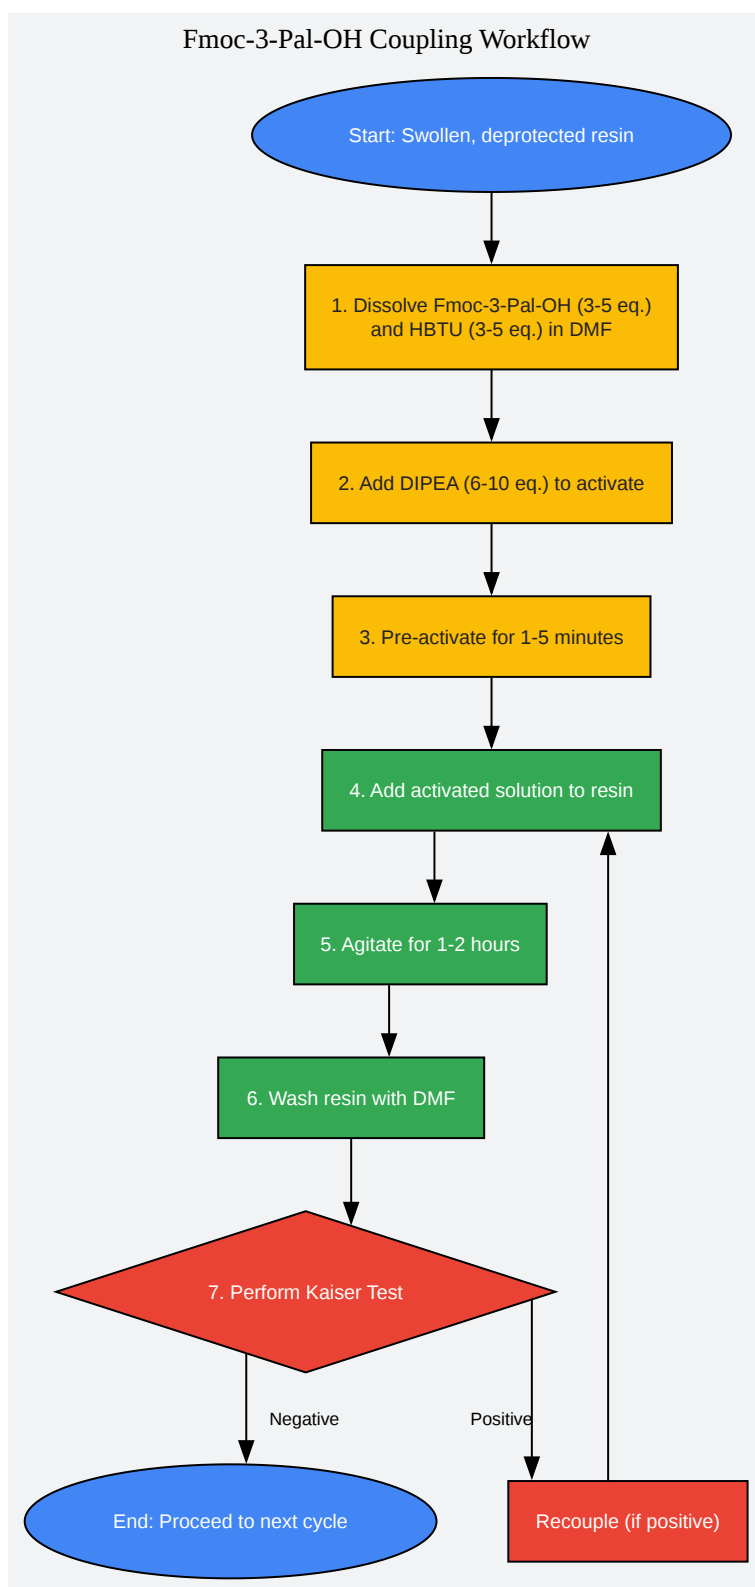 Fmoc-3-Pal-OH Coupling Workflow
Start: Swollen, deprotected resin
1. Dissolve Fmoc-3-Pal-OH (3-5 eq.)
and HBTU (3-5 eq.) in DMF
2. Add DIPEA (6-10 eq.) to activate
3. Pre-activate for 1-5 minutes
4. Add activated solution to resin
5. Agitate for 1-2 hours
6. Wash resin with DMF
7. Perform Kaiser Test
Negative
Positive
End: Proceed to next cycle
Recouple (if positive)